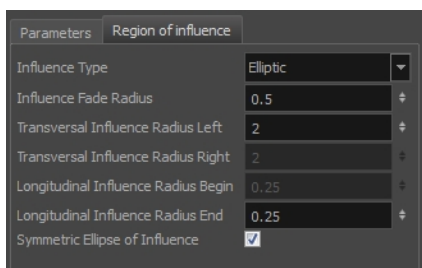 Parameters Region of influence
Influence Type Elliptic
Influence Fade Radius 0.5
Transversal Influence Radius Left 2
Transversal Influence Radius Right 2
Longitudinal Influence Radius Begin 0.25
Longitudinal Influence Radius End 0.25
Symmetric Ellipse of Influence